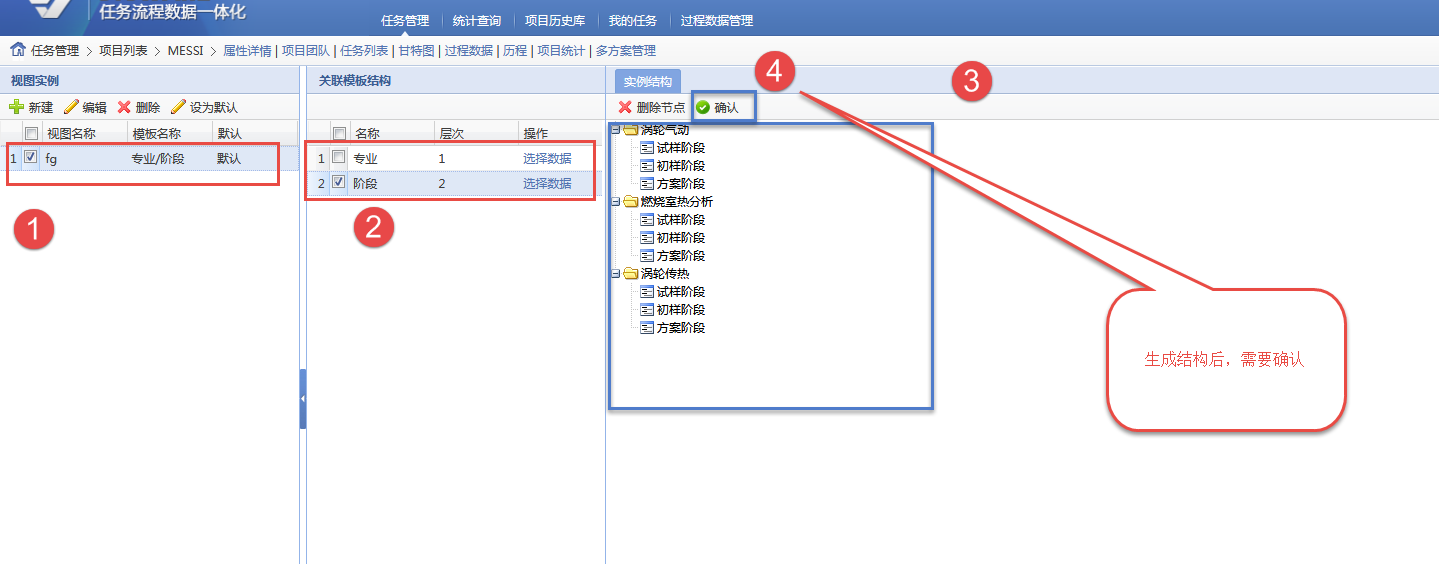 任务流程数据一体化
任务管理 统计查询 项目历史库 我的任务 过程数据管理
任务管理 > 项目列表 > MESSI > 属性详情 | 项目团队 | 任务列表 | 甘特图 | 过程数据 | 历程 | 项目统计 | 多方案管理
视图实例
新建 编辑 删除 设为默认
视图名称 模板名称 默认
1 fg 专业/阶段 默认
1
关联模板结构
名称 层次 操作
1 专业 1 选择数据
2 阶段 2 选择数据
2
实例结构
4
3
删除节点 确认
涡轮气动
试样阶段
初样阶段
方案阶段
燃烧室热分析
试样阶段
初样阶段
方案阶段
涡轮传热
试样阶段
初样阶段
方案阶段
生成结构后，需要确认